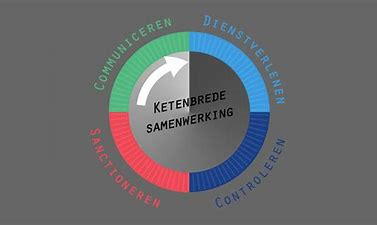 Communiceren
Dienstverlenen
Ketenbrede
samenwerking
Sanctioneren
Controleren